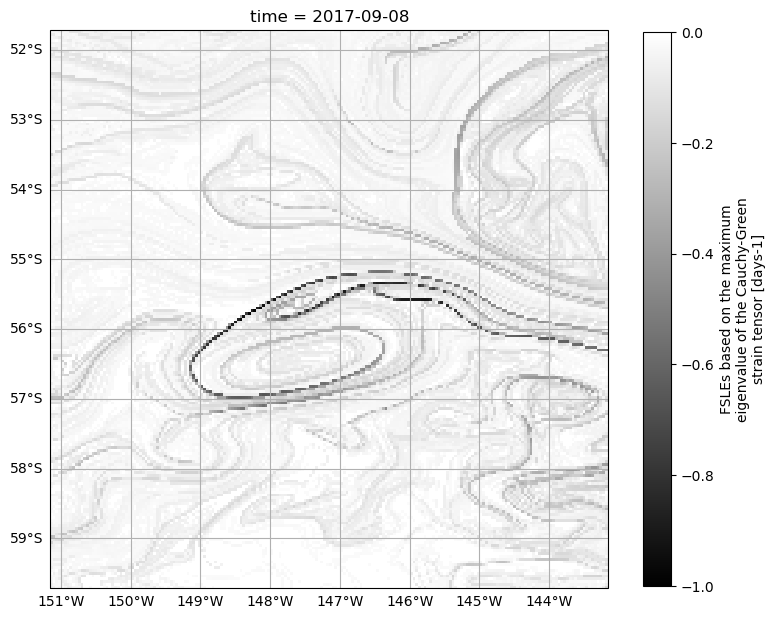 time = 2017-09-08
52°S
53°S
54°S
55°S
56°S
57°S
58°S
59°S
151°W 150°W 149°W 148°W 147°W 146°W 145°W 144°W
0.0
−0.2
−0.4
−0.6
−0.8
−1.0
FSLEs based on the maximum
eigenvalue of the Cauchy-Green
strain tensor [days-1]